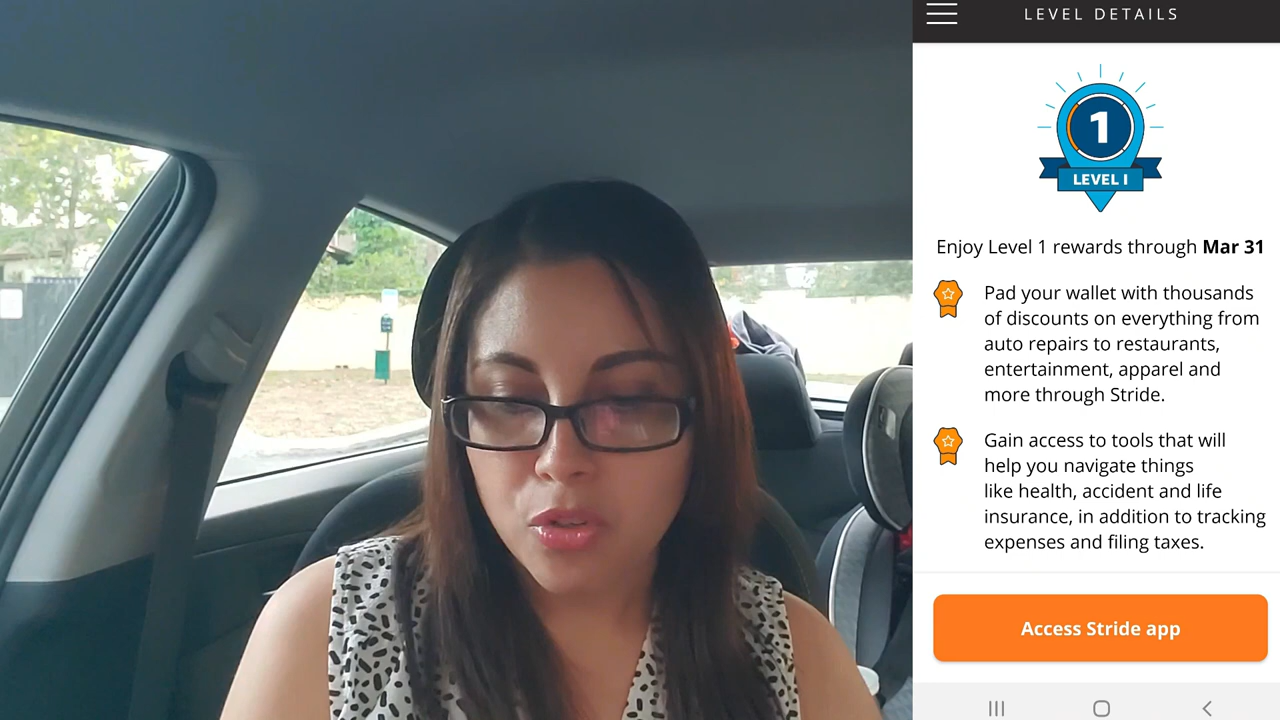 LEVEL DETAILS
1
LEVEL I
Enjoy Level 1 rewards through Mar 31
Pad your wallet with thousands
of discounts on everything from
auto repairs to restaurants,
entertainment, apparel and
more through Stride.
Gain access to tools that will
help you navigate things
like health, accident and life
insurance, in addition to tracking
expenses and filing taxes.
Access Stride app